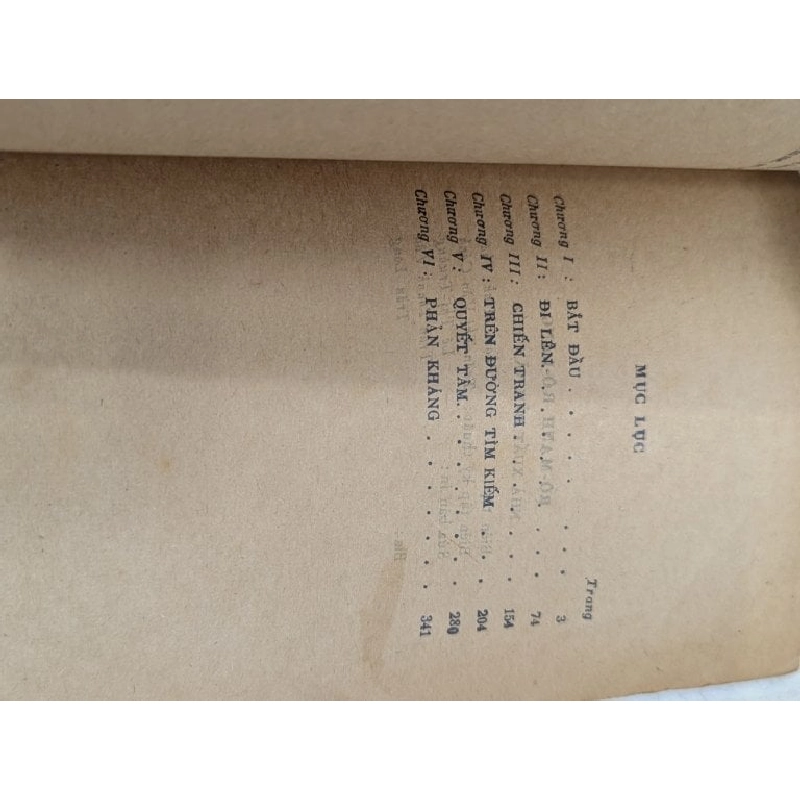 MỤC LỤC
Trang
Chương I : BẮT ĐẦU . . . . . . . 3
Chương II : ĐI LÊN . . . . . . . 74
Chương III : CHIẾN TRANH . . . . . . 154
Chương IV : TRÊN ĐƯỜNG TÌM KIẾM . . . 204
Chương V : QUYẾT TÂM . . . . . . . 280
Chương VI : PHẢN KHÁNG . . . . . . . 341